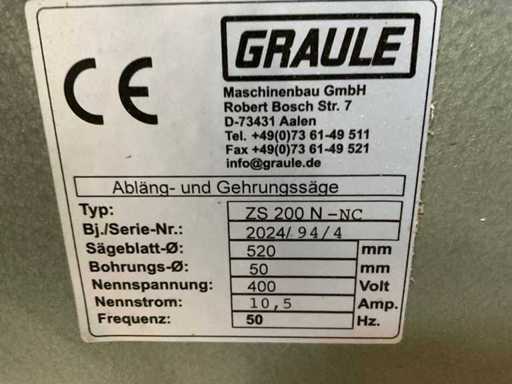 CE
GRAULE
Maschinenbau GmbH
Robert Bosch Str. 7
D-73431 Aalen
Tel. +49(0)73 61-49 511
Fax +49(0)73 61-49 521
info@graule.de
Abläng- und Gehrungssäge
Typ: ZS 200 N -NC
Bj./Serie-Nr.: 2024/ 94/4
Sägeblatt-Ø: 520 mm
Bohrungs-Ø: 50 mm
Nennspannung: 400 Volt
Nennstrom: 10,5 Amp.
Frequenz: 50 Hz.